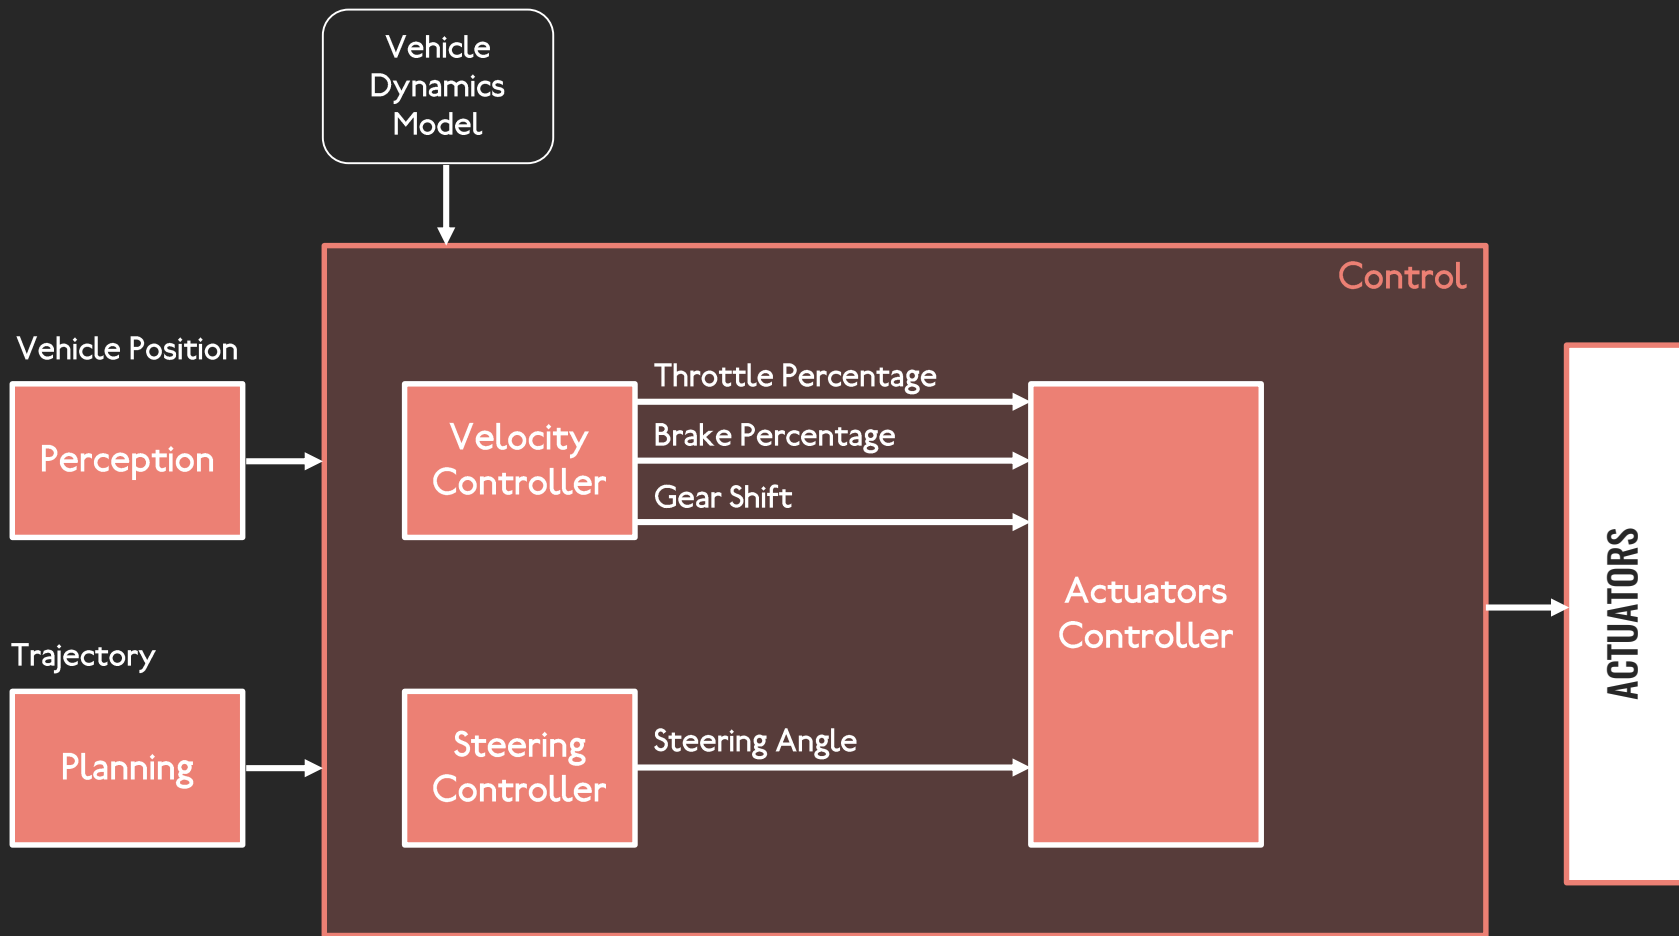 Vehicle
Dynamics
Model
Control
Vehicle Position
Perception
Velocity
Controller
Throttle Percentage
Brake Percentage
Gear Shift
Actuators
Controller
ACTUATORS
Trajectory
Planning
Steering
Controller
Steering Angle